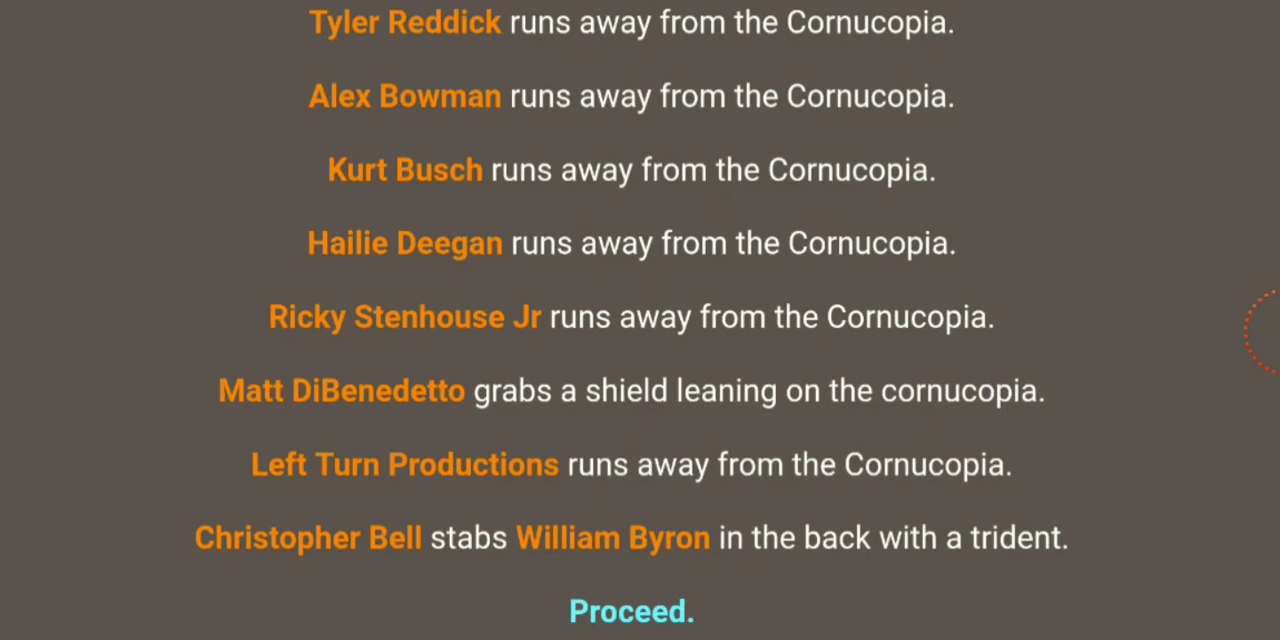 Tyler Reddick runs away from the Cornucopia.
Alex Bowman runs away from the Cornucopia.
Kurt Busch runs away from the Cornucopia.
Hailie Deegan runs away from the Cornucopia.
Ricky Stenhouse Jr runs away from the Cornucopia.
Matt DiBenedetto grabs a shield leaning on the cornucopia.
Left Turn Productions runs away from the Cornucopia.
Christopher Bell stabs William Byron in the back with a trident.
Proceed.